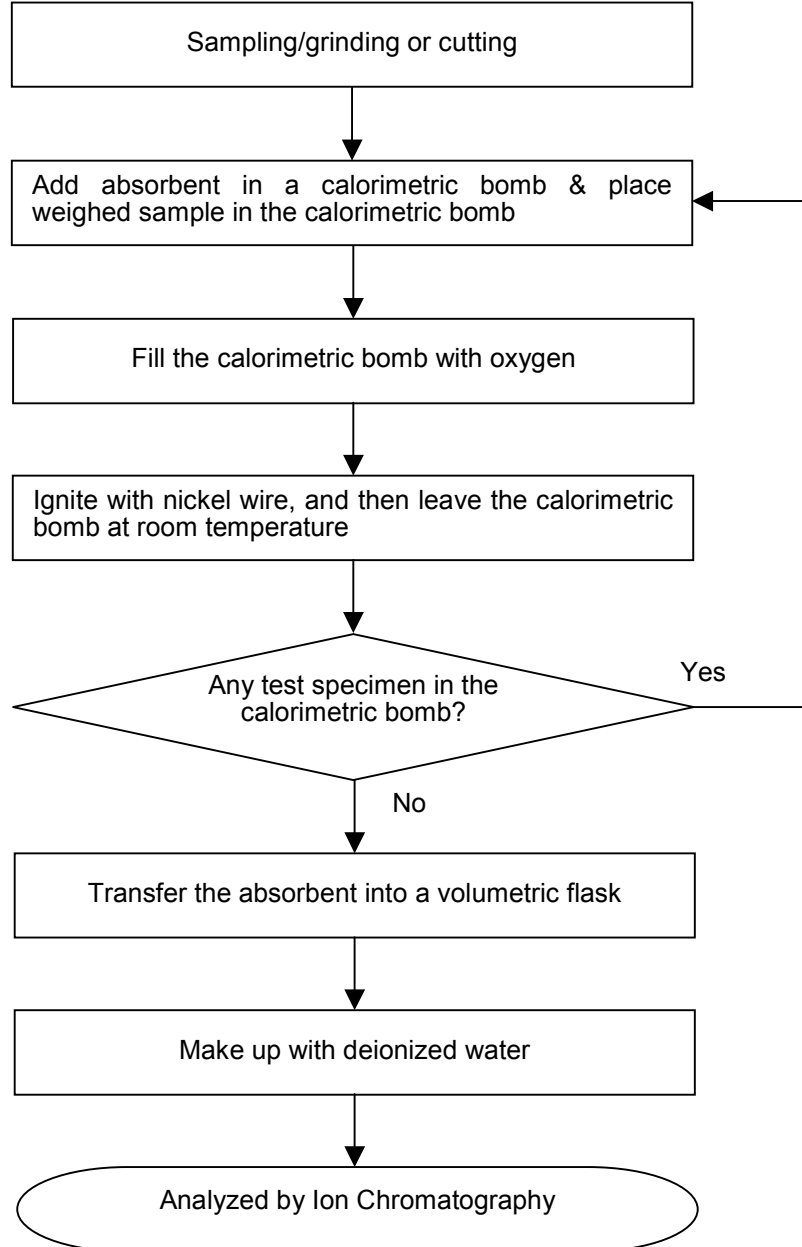 Sampling/grinding or cutting
Add absorbent in a calorimetric bomb & place
weighed sample in the calorimetric bomb
Fill the calorimetric bomb with oxygen
Ignite with nickel wire, and then leave the calorimetric
bomb at room temperature
Any test specimen in the
calorimetric bomb?
Yes
No
Transfer the absorbent into a volumetric flask
Make up with deionized water
Analyzed by Ion Chromatography